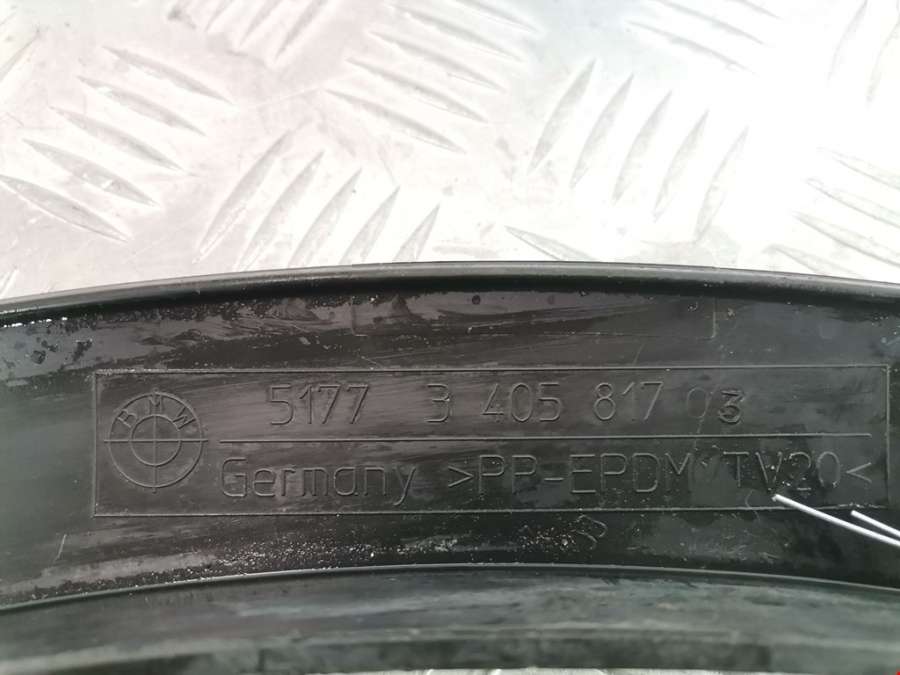 BMW
5177 3 405 817 03
Germany >PP-EPDM TV20<